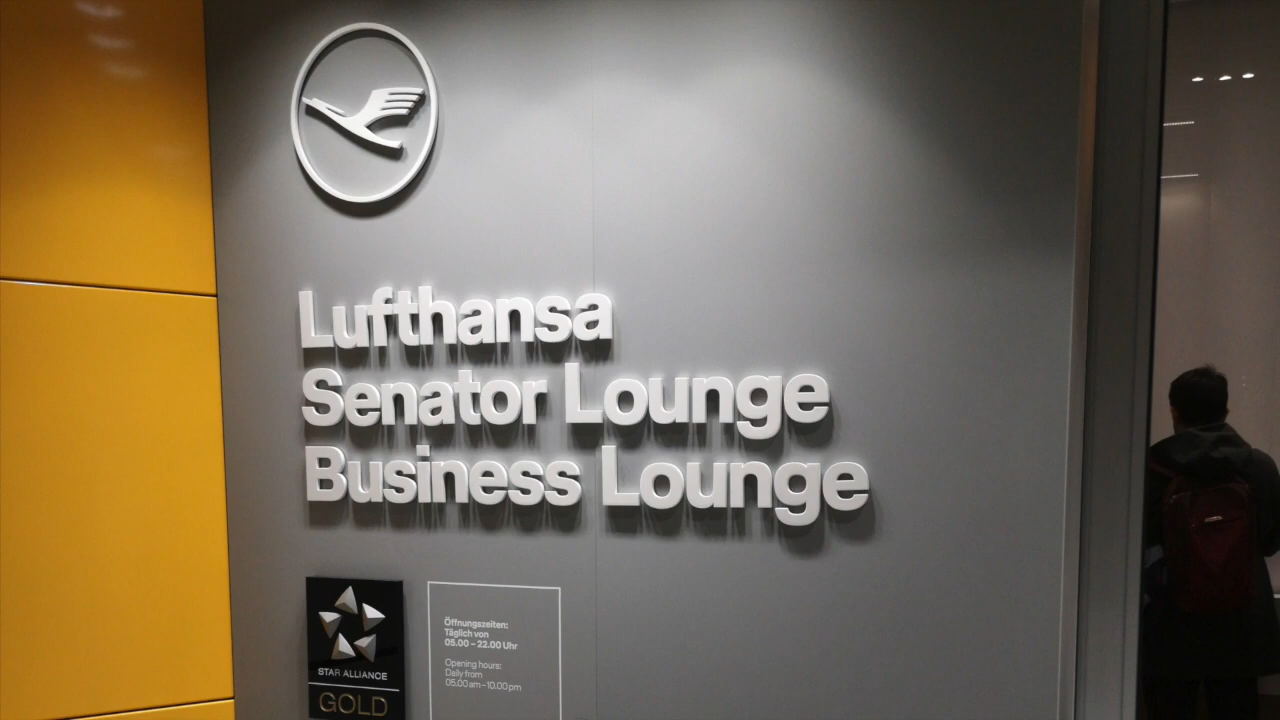 Lufthansa
Senator Lounge
Business Lounge
STAR ALLIANCE
GOLD
Öffnungszeiten:
Täglich von
05.00 – 22.00 Uhr
Opening hours:
Daily from
05.00 am – 10.00 pm